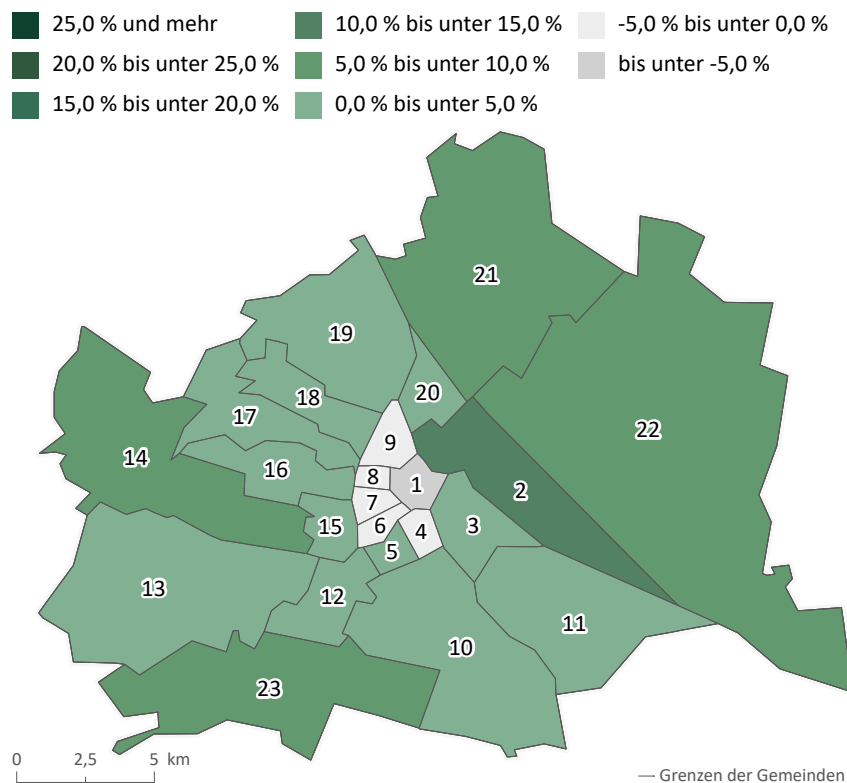 25,0 % und mehr
10,0 % bis unter 15,0 %
-5,0 % bis unter 0,0 %
20,0 % bis unter 25,0 %
5,0 % bis unter 10,0 %
bis unter -5,0 %
15,0 % bis unter 20,0 %
0,0 % bis unter 5,0 %
21
19
20
18
17
22
9
14
16
8
1
2
7
15
6
3
4
5
13
12
11
10
23
0 2,5 5 km
Grenzen der Gemeinden